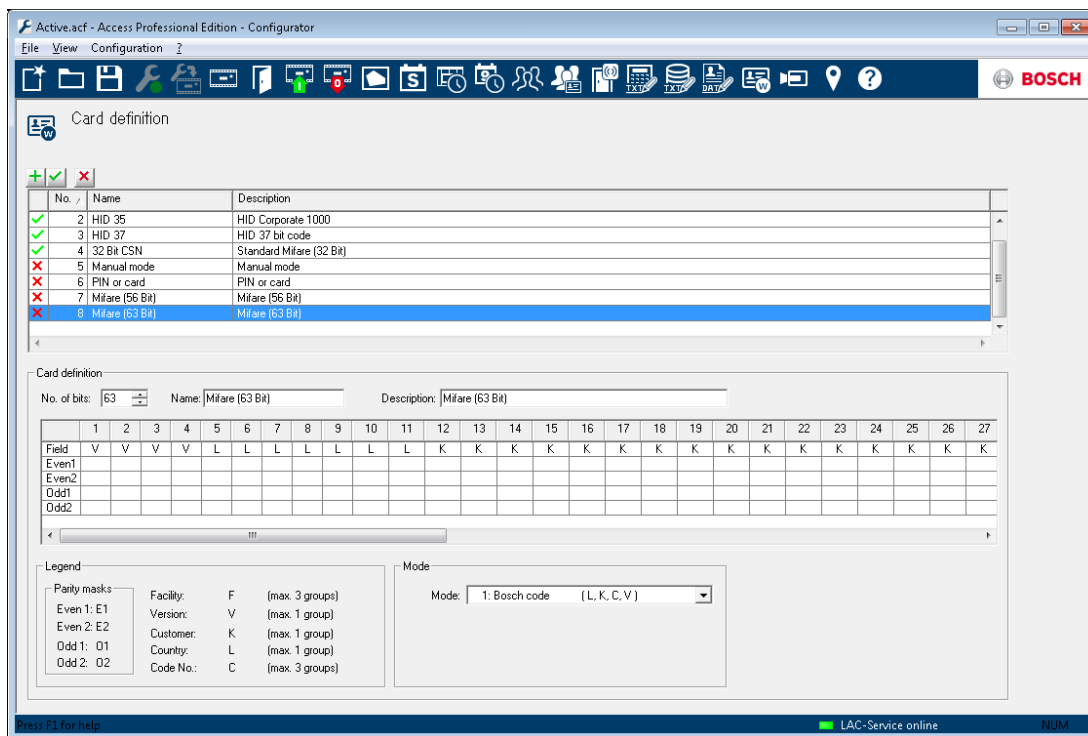 Active.acf - Access Professional Edition - Configurator
File View Configuration ?
TXT TXT DATA
BOSCH
Card definition
No. Name Description
2 HID 35 HID Corporate 1000
3 HID 37 HID 37 bit code
4 32 Bit CSN Standard Mifare (32 Bit)
5 Manual mode Manual mode
6 PIN or card PIN or card
7 Mifare (56 Bit) Mifare (56 Bit)
8 Mifare (63 Bit) Mifare (63 Bit)
Card definition
No. of bits: 63 Name: Mifare (63 Bit) Description: Mifare (63 Bit)
1 2 3 4 5 6 7 8 9 10 11 12 13 14 15 16 17 18 19 20 21 22 23 24 25 26 27
Field V V V V L L L L L L L K K K K K K K K K K K K K K K K
Even1
Even2
Odd1
Odd2
Legend Mode
Parity masks
Facility: F (max. 3 groups) Mode: 1: Bosch code ( L, K, C, V )
Even 1: E1
Version: V (max. 1 group)
Even 2: E2
Customer: K (max. 1 group)
Odd 1: O1
Country: L (max. 1 group)
Odd 2: O2
Code No.: C (max. 3 groups)
Press F1 for help LAC-Service online NUM